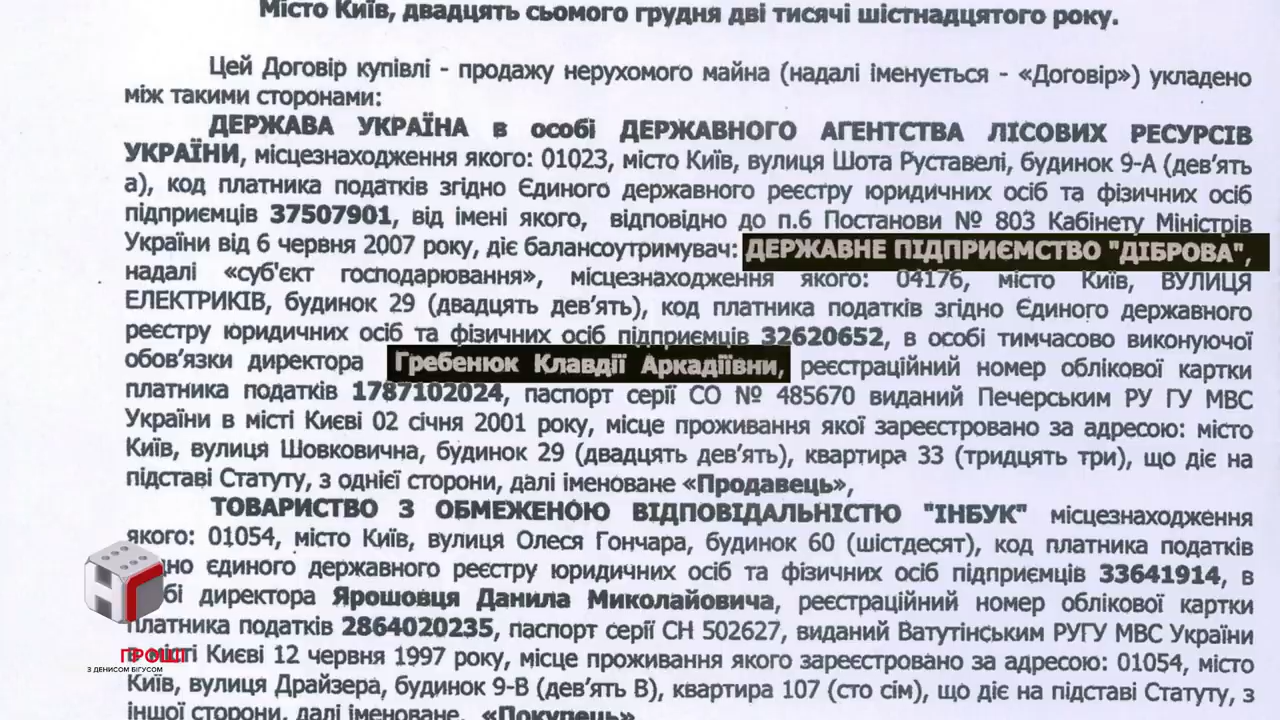 Місто Київ, двадцять сьомого грудня дві тисячі шістнадцятого року.
Цей Договір купівлі - продажу нерухомого майна (надалі іменується - «Договір») укладено
між такими сторонами:
ДЕРЖАВА УКРАЇНА в особі ДЕРЖАВНОГО АГЕНТСТВА ЛІСОВИХ РЕСУРСІВ
УКРАЇНИ, місцезнаходження якого: 01023, місто Київ, вулиця Шота Руставелі, будинок 9-А (дев’ять
а), код платника податків згідно Єдиного державного реєстру юридичних осіб та фізичних осіб
підприємців 37507901, від імені якого, відповідно до п.6 Постанови № 803 Кабінету Міністрів
України від 6 червня 2007 року, діє балансоутримувач: ДЕРЖАВНЕ ПІДПРИЄМСТВО "ДІБРОВА",
надалі «суб'єкт господарювання», місцезнаходження якого: 04176, місто Київ, ВУЛИЦЯ
ЕЛЕКТРИКІВ, будинок 29 (двадцять дев’ять), код платника податків згідно Єдиного державного
реєстру юридичних осіб та фізичних осіб підприємців 32620652, в особі тимчасово виконуючої
обов’язки директора Гребенюк Клавдії Аркадіївни, реєстраційний номер облікової картки
платника податків 1787102024, паспорт серії СО № 485670 виданий Печерським РУ ГУ МВС
України в місті Києві 02 січня 2001 року, місце проживання якої зареєстровано за адресою: місто
Київ, вулиця Шовковична, будинок 29 (двадцять дев’ять), квартира 33 (тридцять три), що діє на
підставі Статуту, з однієї сторони, далі іменоване «Продавець»,
ТОВАРИСТВО З ОБМЕЖЕНОЮ ВІДПОВІДАЛЬНІСТЮ "ІНБУК" місцезнаходження
якого: 01054, місто Київ, вулиця Олеся Гончара, будинок 60 (шістдесят), код платника податків
єдиного державного реєстру юридичних осіб та фізичних осіб підприємців 33641914, в
директора Ярошовця Данила Миколайовича, реєстраційний номер облікової картки
платника податків 2864020235, паспорт серії СН 502627, виданий Ватутінським РУГУ МВС України
в місті Києві 12 червня 1997 року, місце проживання якого зареєстровано за адресою: 01054, місто
Київ, вулиця Драйзера, будинок 9-В (дев’ять В), квартира 107 (сто сім), що діє на підставі Статуту, з
іншої сторони, далі іменоване, «Покупець»
ГРОШІ
З ДЕНИСОМ БІГУСОМ